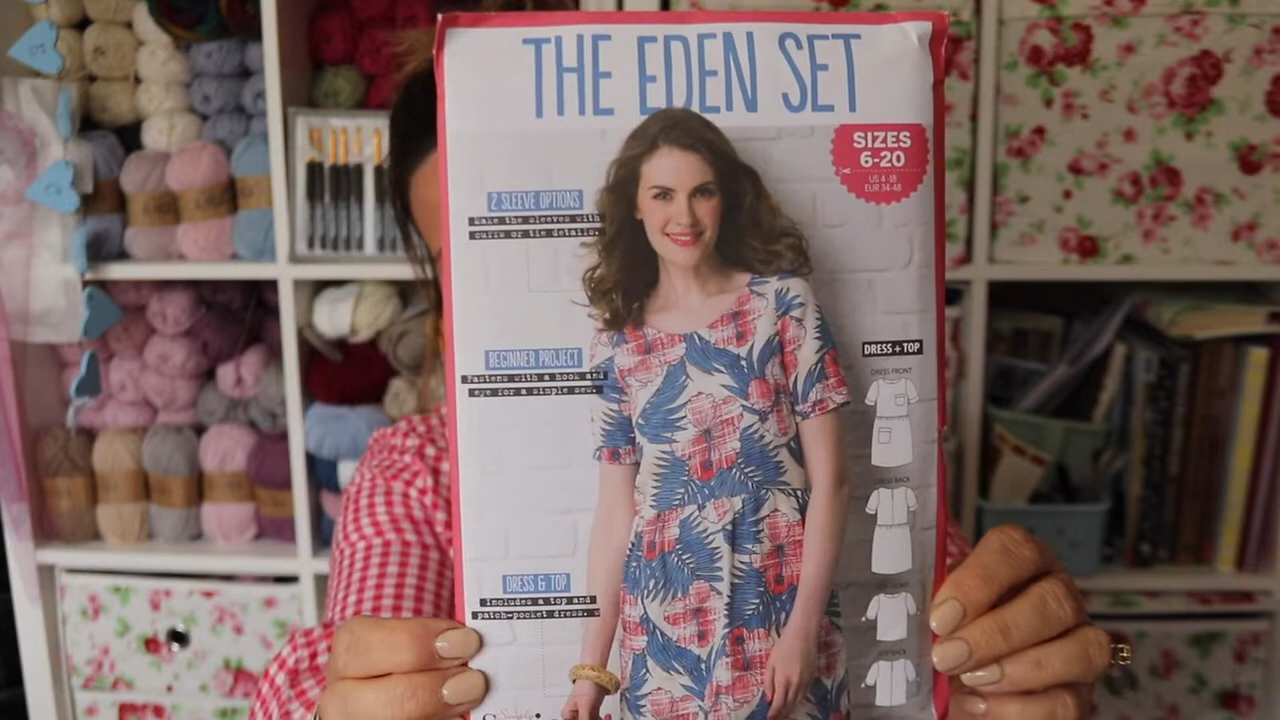 THE EDEN SET
SIZES
6-20
US 4-18
EUR 34-48
2 SLEEVE OPTIONS
Make the sleeves with
cuffs or tie details.
BEGINNER PROJECT
Fastens with a hook and
eye for a simple sew.
DRESS + TOP
DRESS FRONT
DRESS BACK
DRESS & TOP
Includes a top and
patch-pocket dress.
Simply